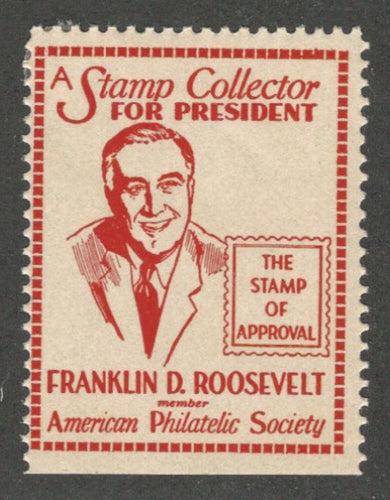 A Stamp Collector
FOR PRESIDENT
THE
STAMP
OF
APPROVAL
FRANKLIN D. ROOSEVELT
member
American Philatelic Society